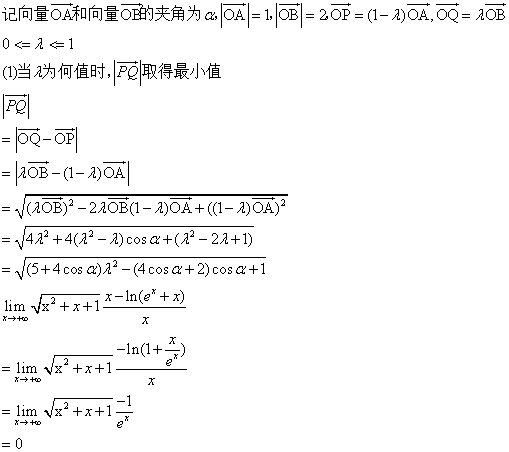 记向量$\overrightarrow{OA}$和向量$\overrightarrow{OB}$的夹角为$\alpha$,$|\overrightarrow{OA}|=1$,$|\overrightarrow{OB}|=2$,$\overrightarrow{OP}=(1-\lambda)\overrightarrow{OA}$,$\overrightarrow{OQ}=\lambda\overrightarrow{OB}$
$0<=\lambda<=1$
(1)当$\lambda$为何值时,$|\overrightarrow{PQ}|$取得最小值
$|\overrightarrow{PQ}|$
$=|\overrightarrow{OQ}-\overrightarrow{OP}|$
$=|\lambda\overrightarrow{OB}-(1-\lambda)\overrightarrow{OA}|$
$=\sqrt{(\lambda\overrightarrow{OB})^2-2\lambda\overrightarrow{OB}(1-\lambda)\overrightarrow{OA}+((1-\lambda)\overrightarrow{OA})^2}$
$=\sqrt{4\lambda^2+4(\lambda^2-\lambda)\cos\alpha+(\lambda^2-2\lambda+1)}$
$=\sqrt{(5+4\cos\alpha)\lambda^2-(4\cos\alpha+2)\cos\alpha+1}$
$\lim_{x\to+\infty}\sqrt{x^2+x+1}\frac{x-\ln(e^x+x)}{x}$
$=\lim_{x\to+\infty}\sqrt{x^2+x+1}\frac{-\ln(1+\frac{x}{e^x})}{x}$
$=\lim_{x\to+\infty}\sqrt{x^2+x+1}\frac{-1}{e^x}$
$=0$